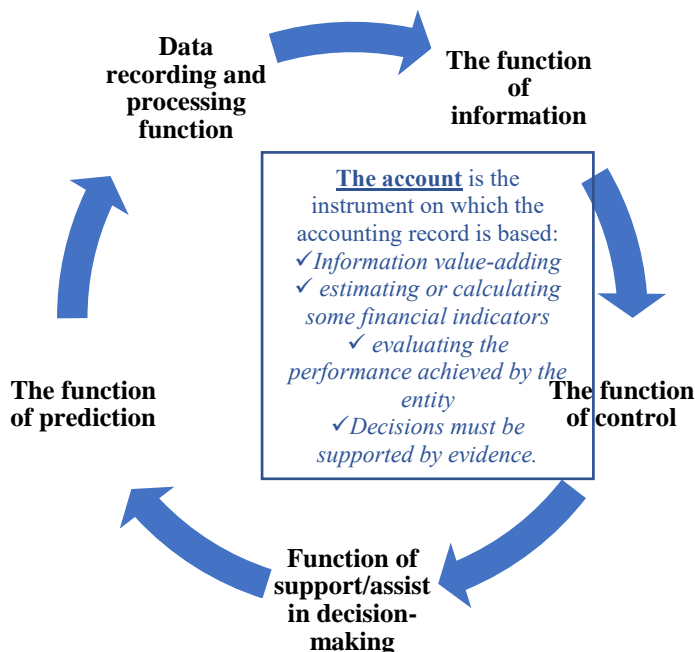 Data
recording and
processing
function
The function
of
information
The account is the
instrument on which the
accounting record is based:
✓Information value-adding
✓ estimating or calculating
some financial indicators
✓ evaluating the
performance achieved by the
entity
✓Decisions must be
supported by evidence.
The function
of control
Function of
support/assist
in decision-
making
The function
of prediction